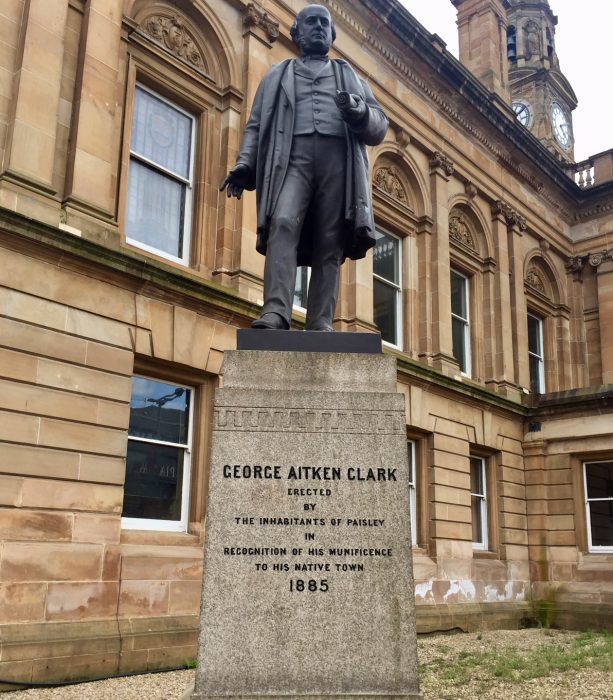 GEORGE AITKEN CLARK
ERECTED
BY
THE INHABITANTS OF PAISLEY
IN
RECOGNITION OF HIS MUNIFICENCE
TO HIS NATIVE TOWN
1885